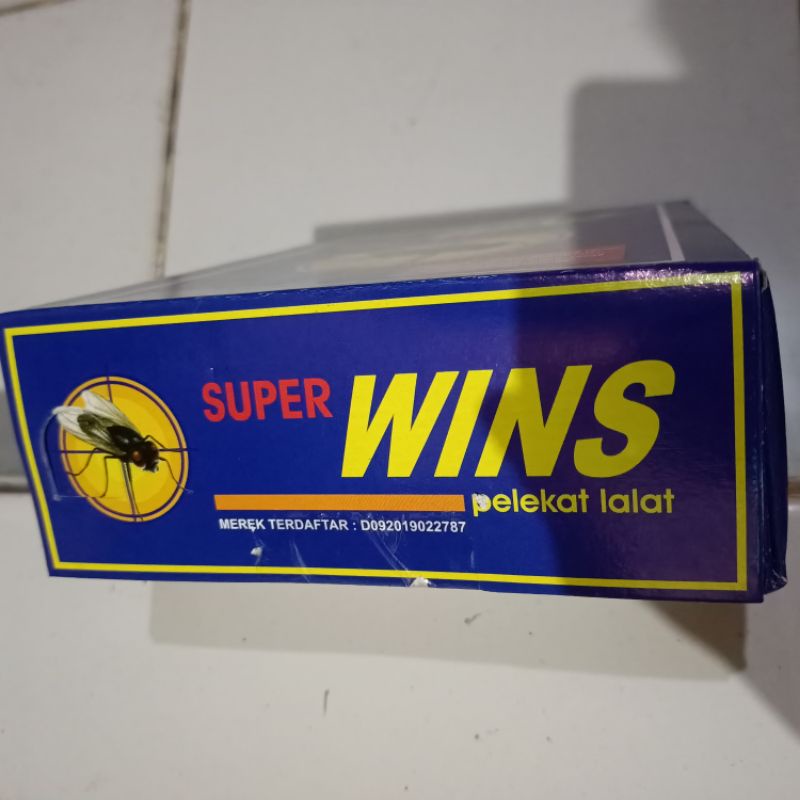 SUPER WINS
pelekat lalat
MEREK TERDAFTAR : D092019022787